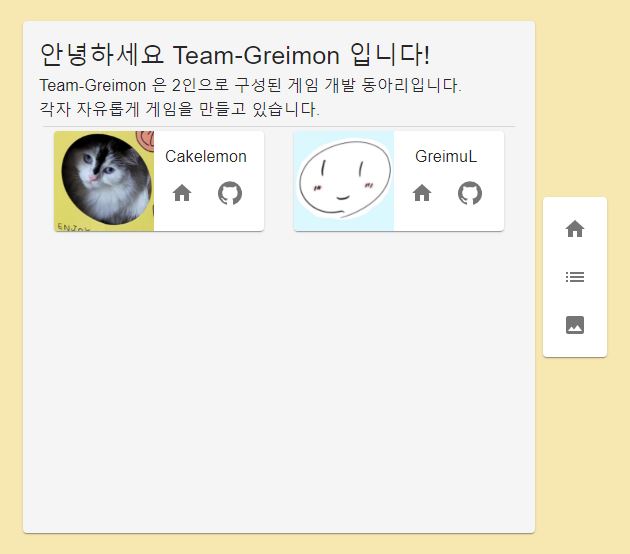 안녕하세요 Team-Greimon 입니다!
Team-Greimon 은 2인으로 구성된 게임 개발 동아리입니다.
각자 자유롭게 게임을 만들고 있습니다.
Cakelemon
GreimuL
ENJOY